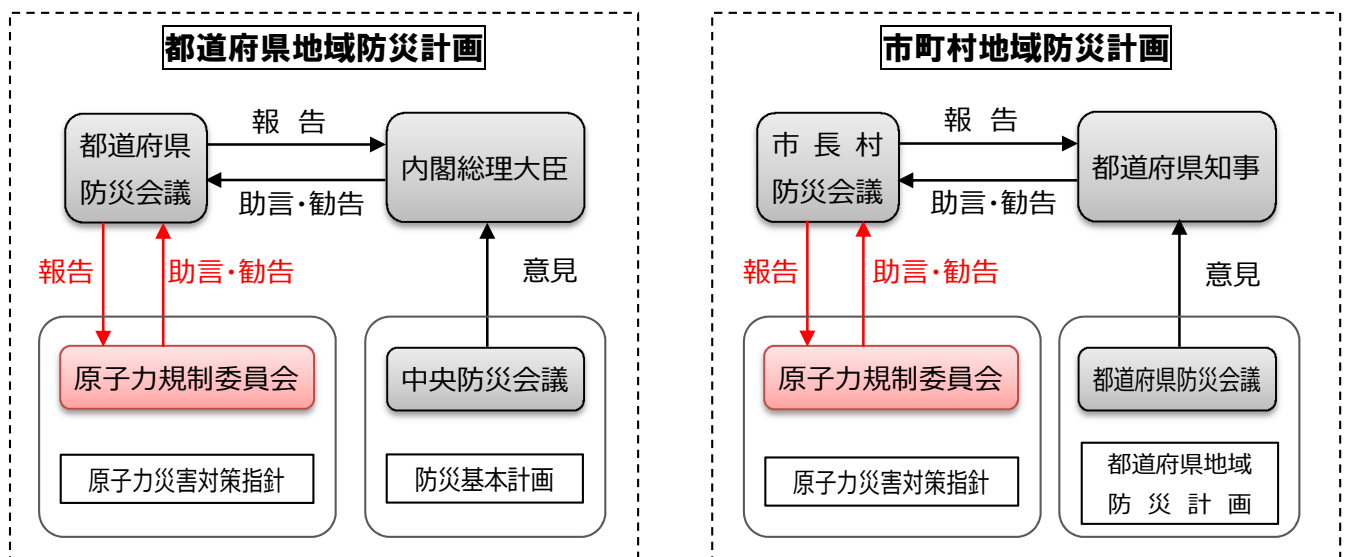 都道府県地域防災計画
都道府県
防災会議
報 告
助言・勧告
内閣総理大臣
報告
助言・勧告
意見
原子力規制委員会
中央防災会議
原子力災害対策指針
防災基本計画
市町村地域防災計画
市 長 村
防災会議
報 告
助言・勧告
都道府県知事
報告
助言・勧告
意見
原子力規制委員会
都道府県防災会議
原子力災害対策指針
都道府県地域
防 災 計 画